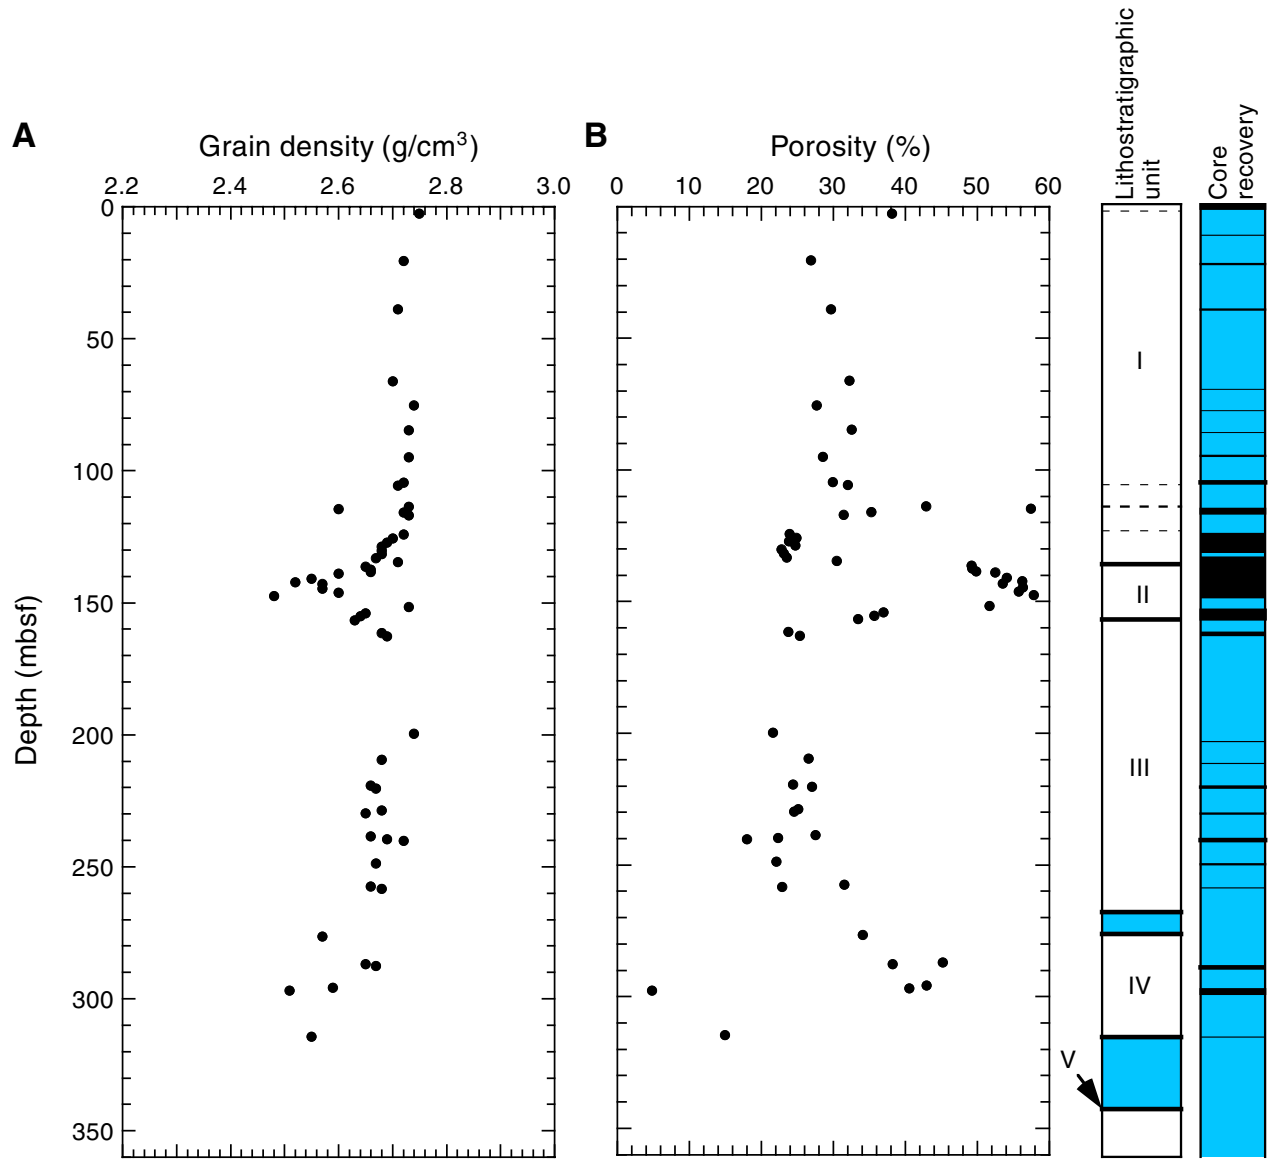 Lithostratigraphic
unit
Core
recovery
A
Grain density (g/cm³)
B
Porosity (%)
2.2 2.4 2.6 2.8 3.0
0 10 20 30 40 50 60
0
50
100
150
200
250
300
350
Depth (mbsf)
I
II
III
IV
V